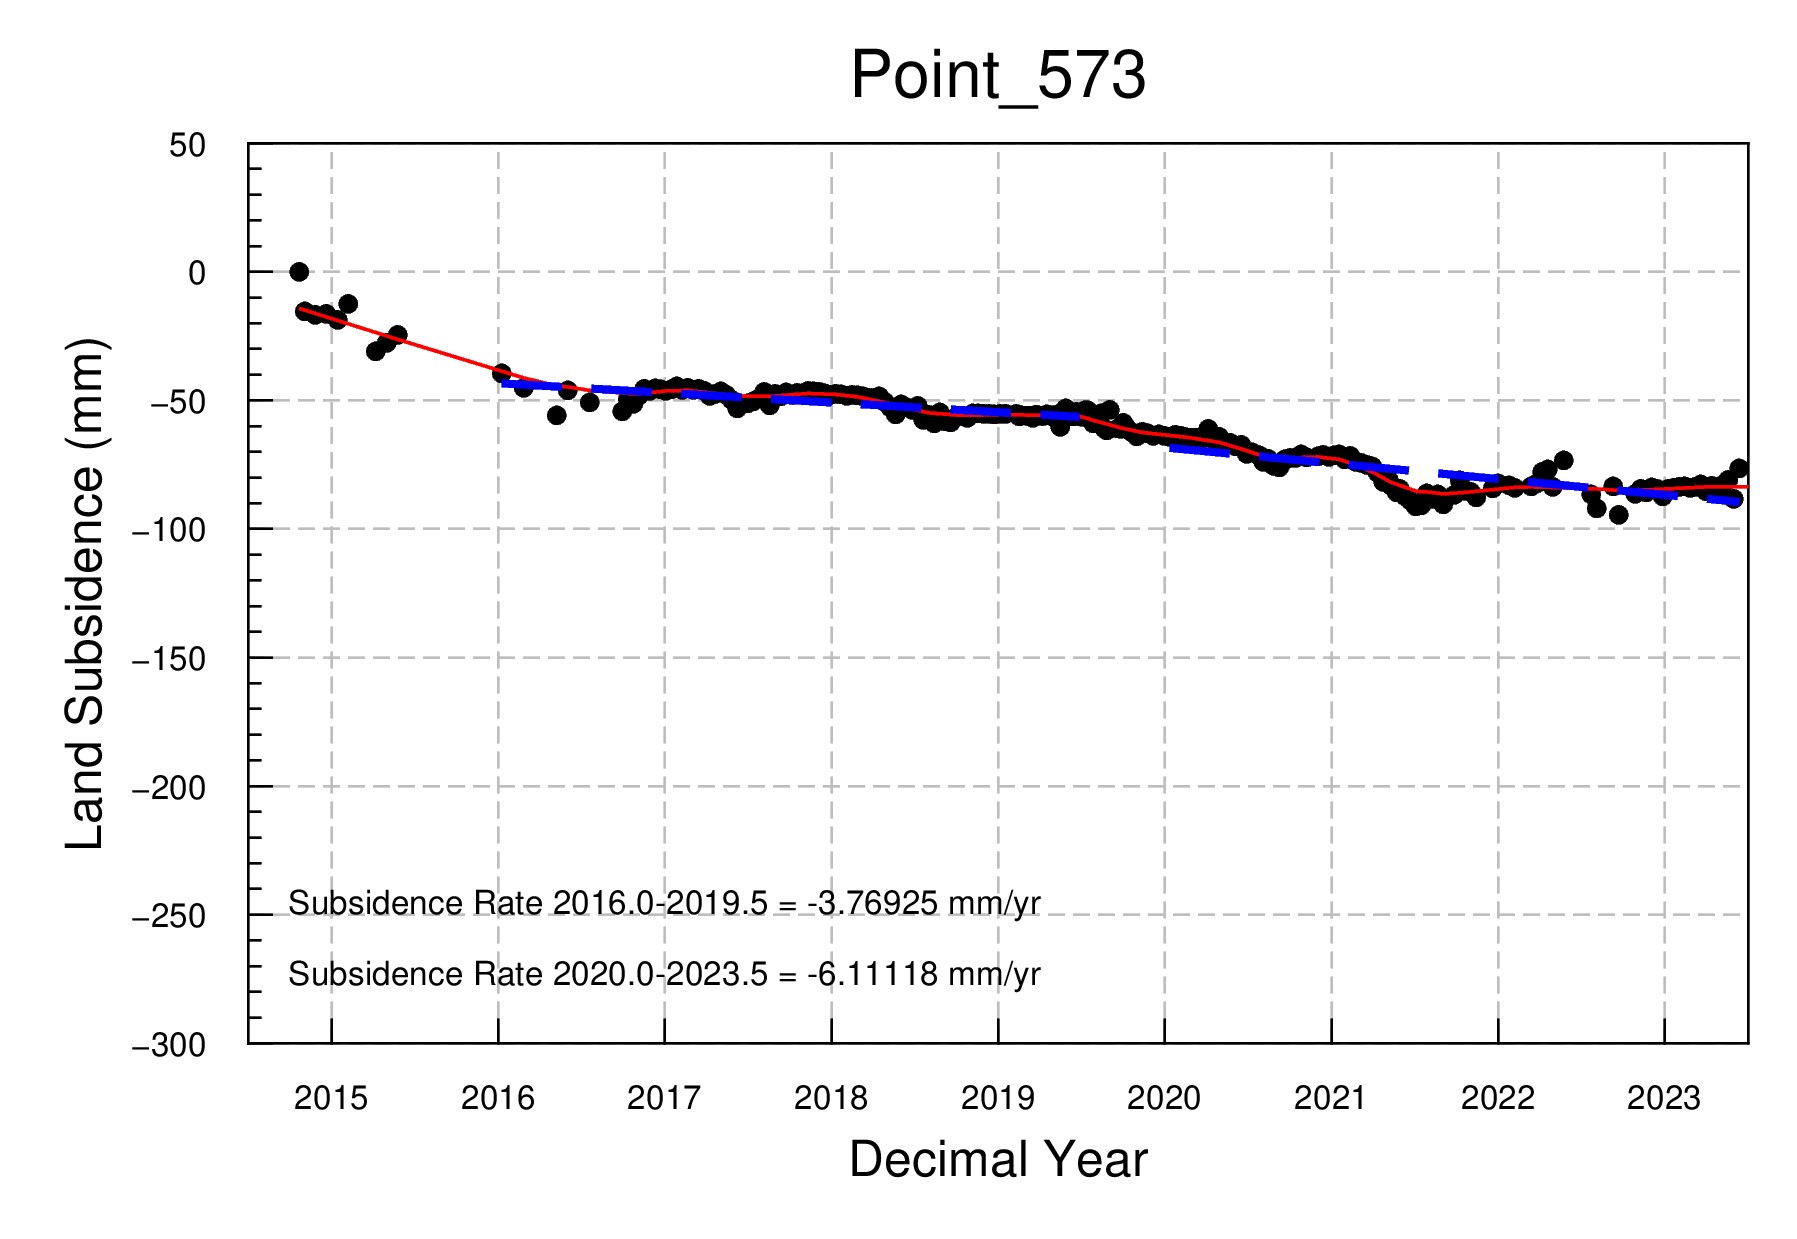 Point_573
50
0
−50
−100
−150
−200
−250
−300
Land Subsidence (mm)
Subsidence Rate 2016.0-2019.5 = -3.76925 mm/yr
Subsidence Rate 2020.0-2023.5 = -6.11118 mm/yr
2015 2016 2017 2018 2019 2020 2021 2022 2023
Decimal Year